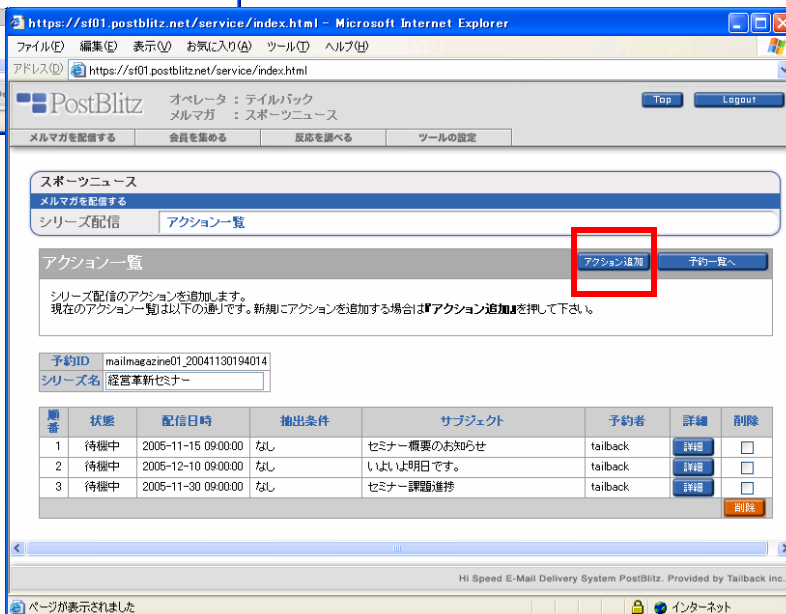 https://sf01.postblitz.net/service/index.html - Microsoft Internet Explorer
ファイル(F) 編集(E) 表示(V) お気に入り(A) ツール(T) ヘルプ(H)
アドレス(D) https://sf01.postblitz.net/service/index.html
PostBlitz
オペレータ : テイルバック
メルマガ : スポーツニュース
Top Logout
メルマガを配信する 会員を集める 反応を調べる ツールの設定
スポーツニュース
メルマガを配信する
シリーズ配信 アクション一覧
アクション一覧 アクション追加 予約一覧へ
シリーズ配信のアクションを追加します。
現在のアクション一覧は以下の通りです。新規にアクションを追加する場合は『アクション追加』を押して下さい。
予約ID mailmagazine01_20041130194014
シリーズ名 経営革新セミナー
順番 状態 配信日時 抽出条件 サブジェクト 予約者 詳細 削除
1 待機中 2005-11-15 09:00:00 なし セミナー概要のお知らせ tailback 詳細
2 待機中 2005-12-10 09:00:00 なし いよいよ明日です。 tailback 詳細
3 待機中 2005-11-30 09:00:00 なし セミナー課題進捗 tailback 詳細
削除
Hi Speed E-Mail Delivery System PostBlitz. Provided by Tailback inc.
ページが表示されました インターネット